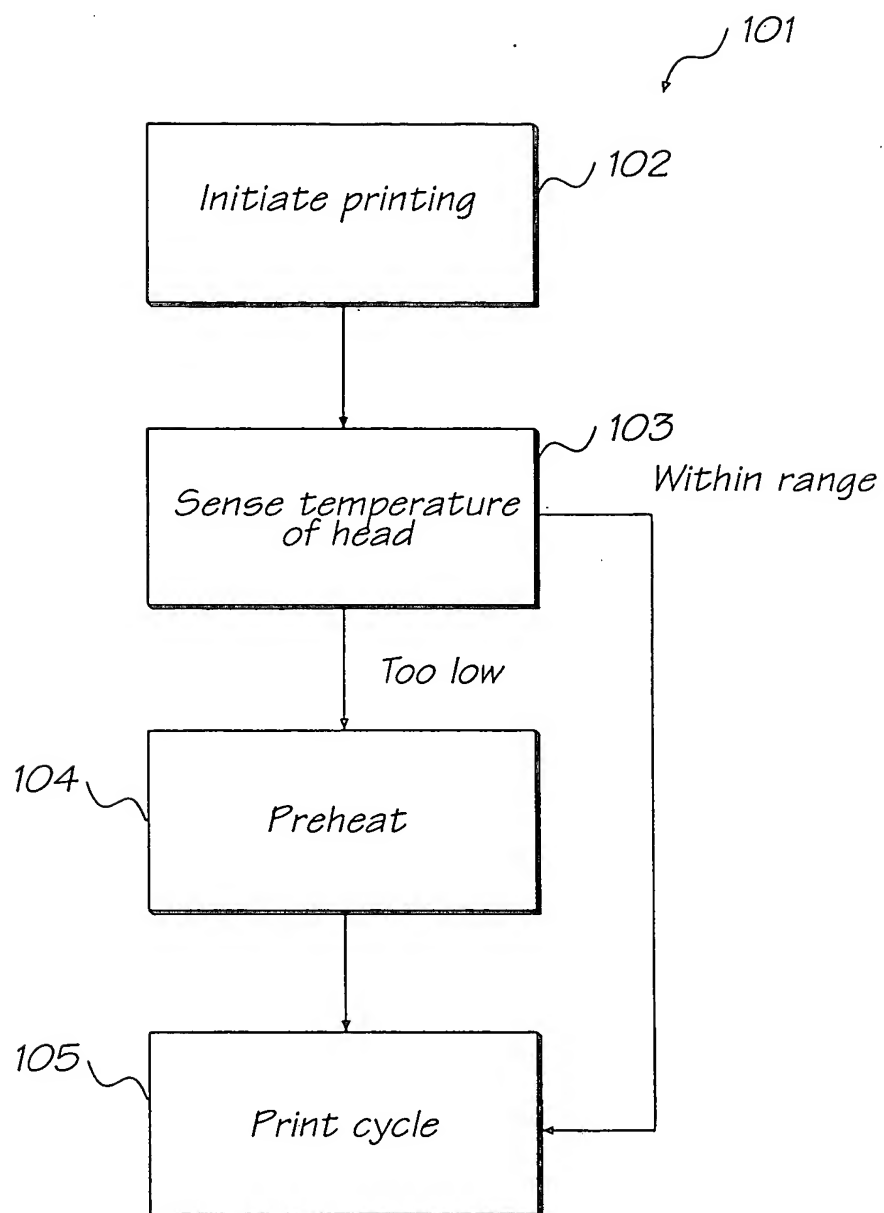 101
Initiate printing
102
103
Within range
Sense temperature
of head
Too low
104
Preheat
105
Print cycle